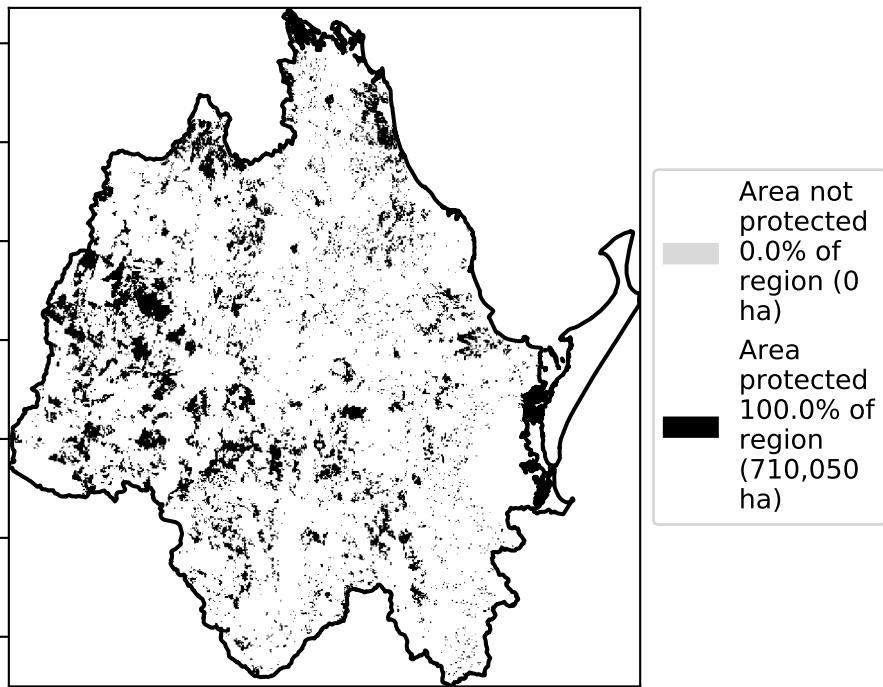 Area not
protected
0.0% of
region (0
ha)
Area
protected
100.0% of
region
(710,050
ha)